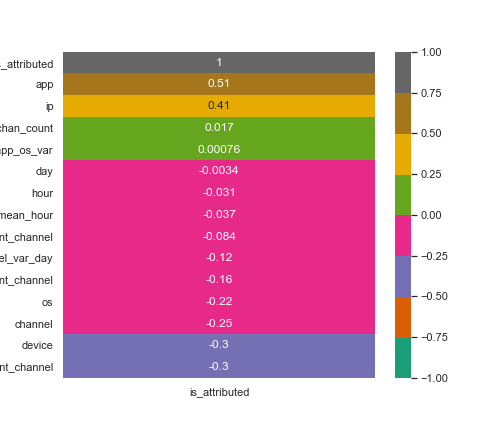 s_attributed
app
ip
chan_count
app_os_var
day
hour
mean_hour
nt_channel
el_var_day
nt_channel
os
channel
device
nt_channel
1
0.51
0.41
0.017
0.00076
-0.0034
-0.031
-0.037
-0.084
-0.12
-0.16
-0.22
-0.25
-0.3
-0.3
is_attributed
1.00
0.75
0.50
0.25
0.00
−0.25
−0.50
−0.75
−1.00